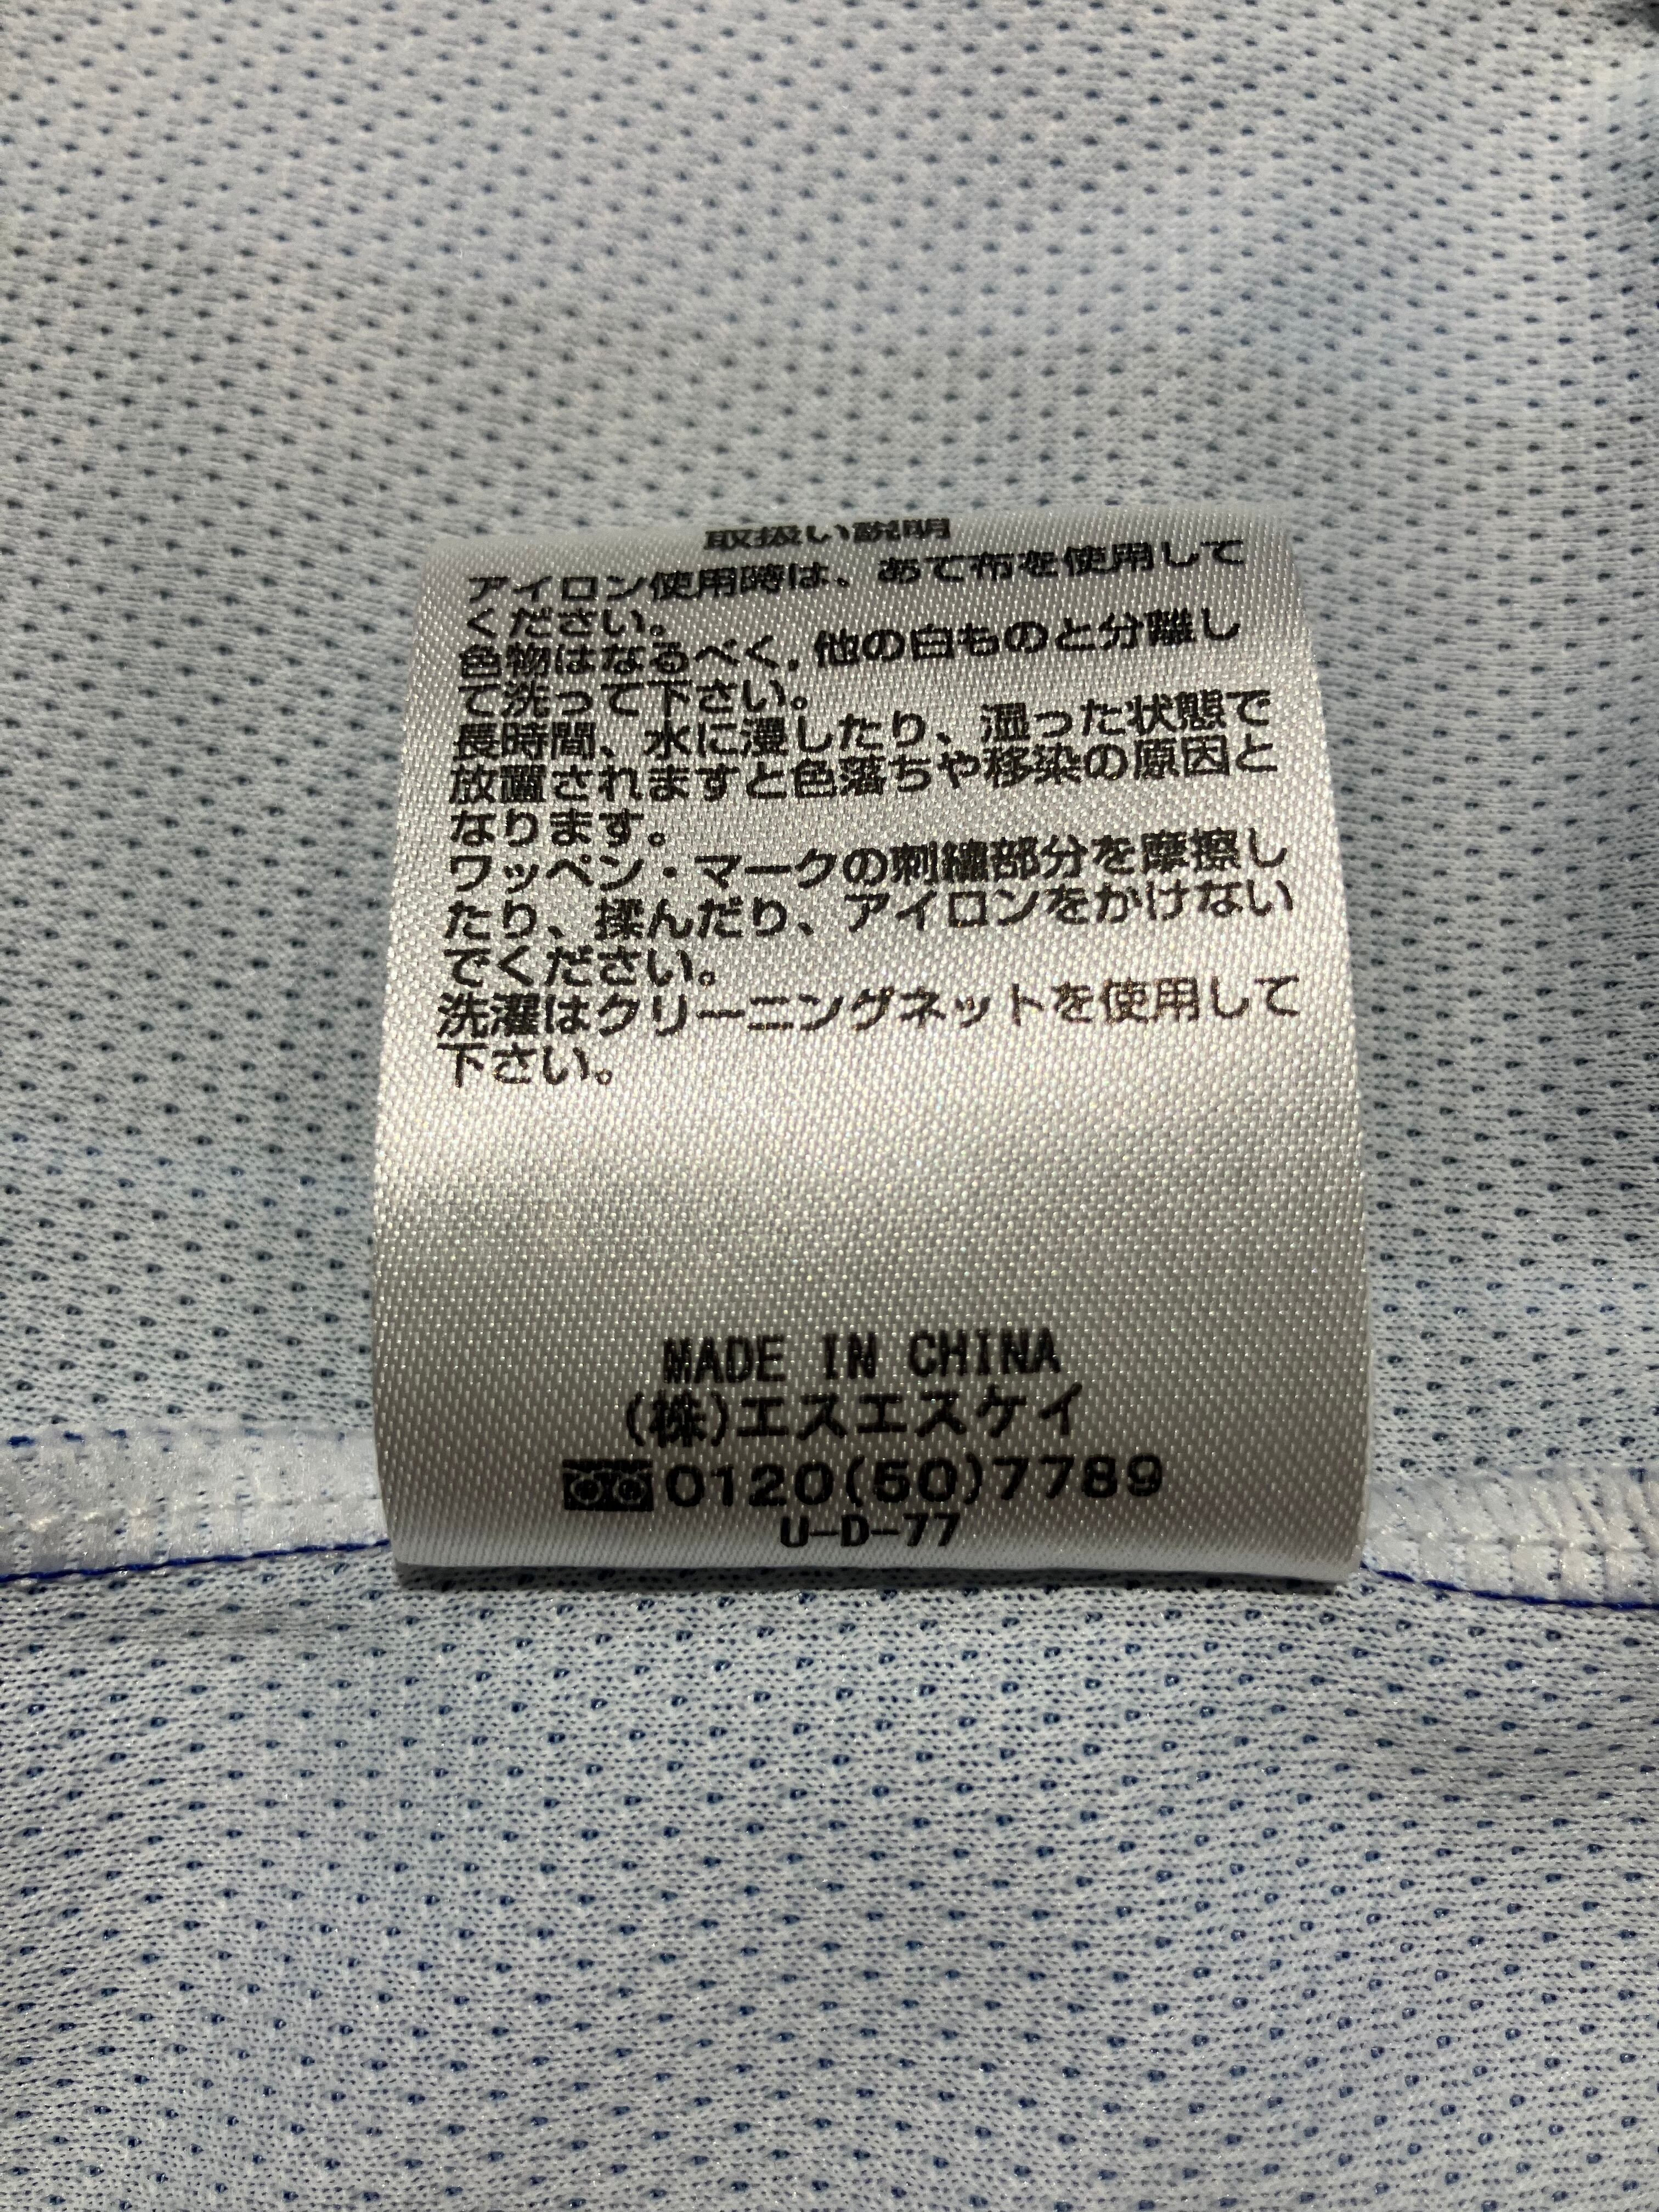 取扱い説明
アイロン使用時は、あて布を使用して
ください。
色物はなるべく,他の白ものと分離し
て洗って下さい。
長時間、水に浸したり、湿った状態で
放置されますと色落ちや移染の原因と
なります。
ワッペン・マークの刺繍部分を摩擦し
たり、揉んだり、アイロンをかけない
でください。
洗濯はクリーニングネットを使用して
下さい。
MADE IN CHINA
(株)エスエスケイ
0120(50)7789
U-D-77